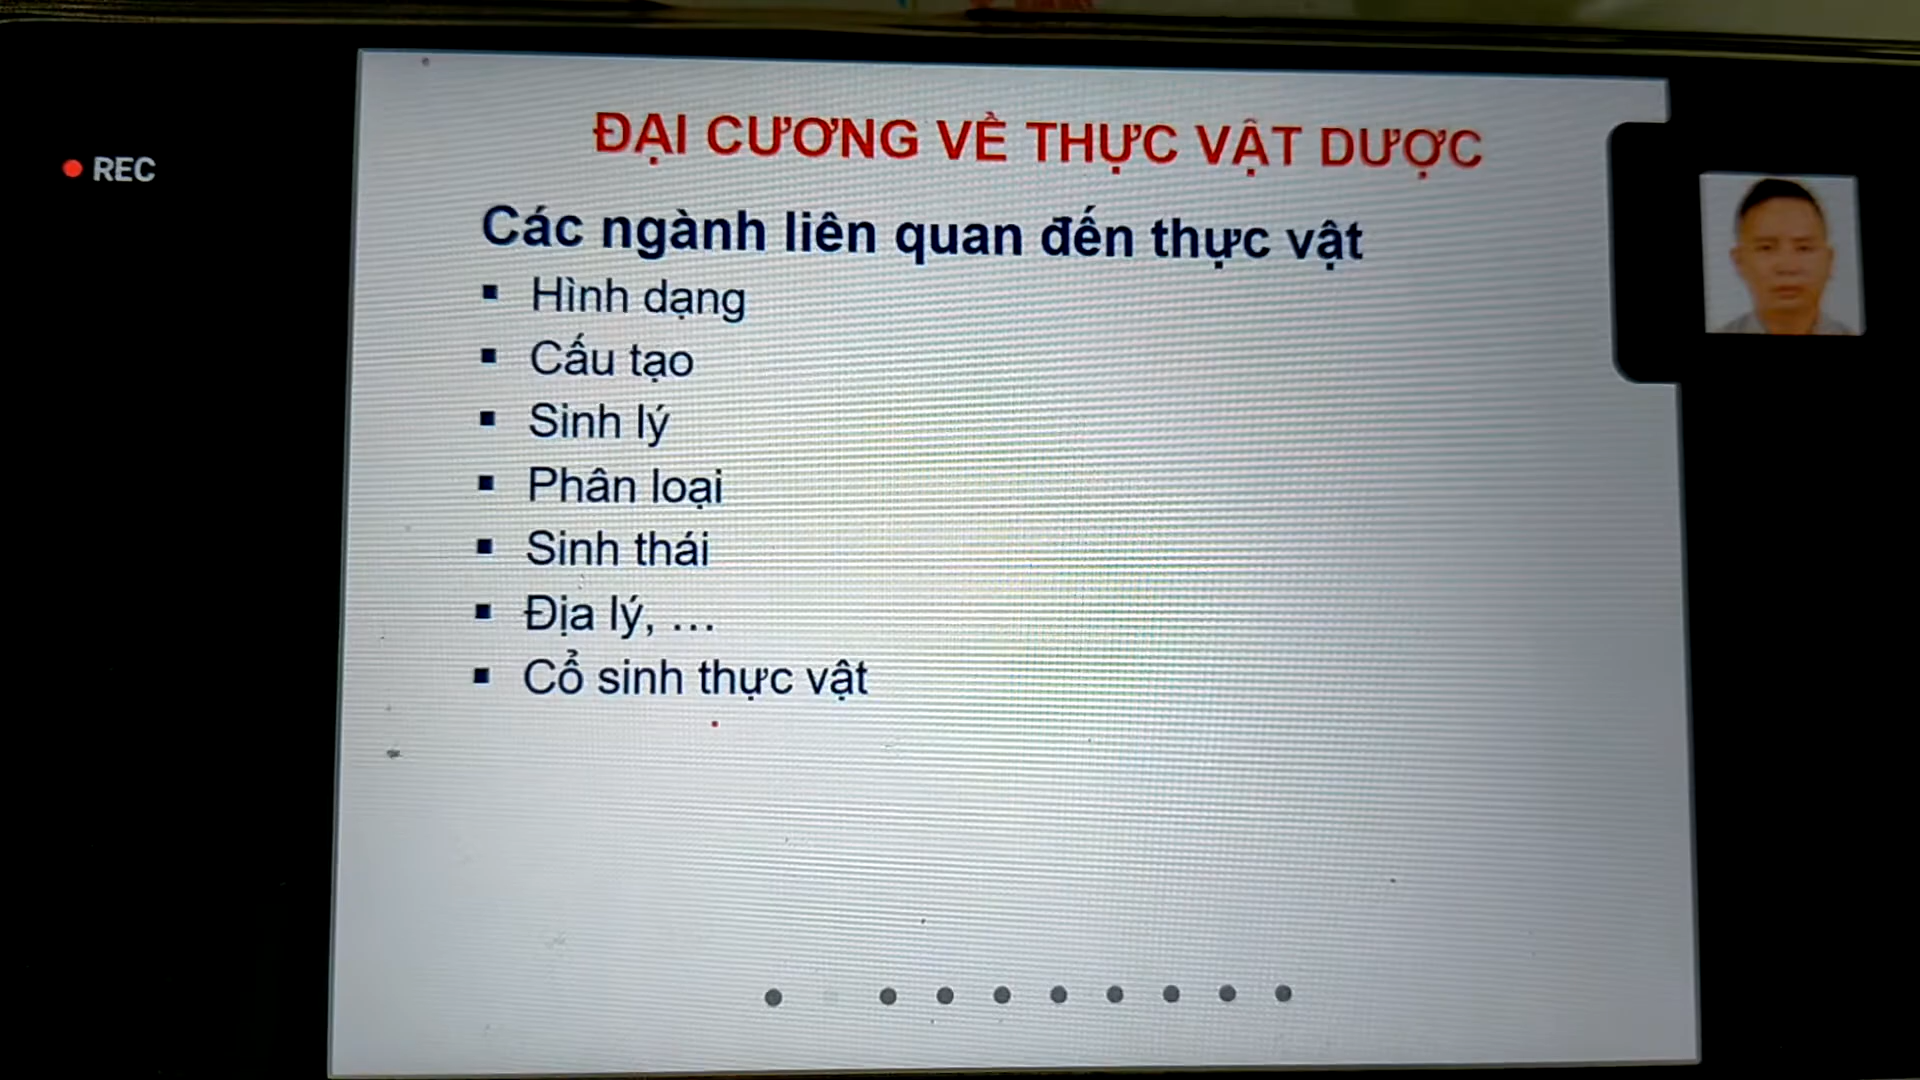 ĐẠI CƯƠNG VỀ THỰC VẬT DƯỢC
REC
Các ngành liên quan đến thực vật
▪ Hình dạng
▪ Cấu tạo
▪ Sinh lý
▪ Phân loại
▪ Sinh thái
▪ Địa lý, ...
▪ Cổ sinh thực vật